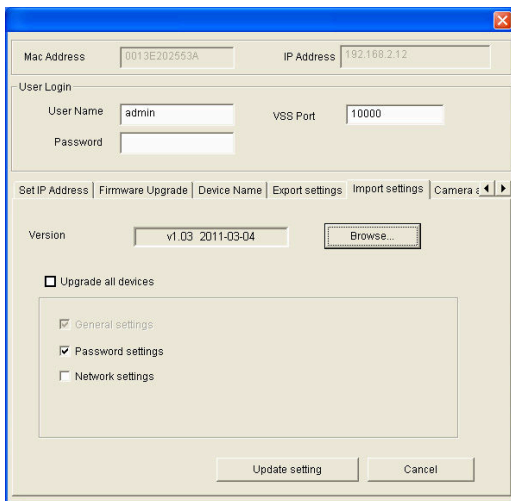 Mac Address 0013E202553A IP Address 192.168.2.12
User Login
User Name admin VSS Port 10000
Password
Set IP Address Firmware Upgrade Device Name Export settings Import settings Camera a
Version v1.03 2011-03-04 Browse...
Upgrade all devices
General settings
Password settings
Network settings
Update setting Cancel